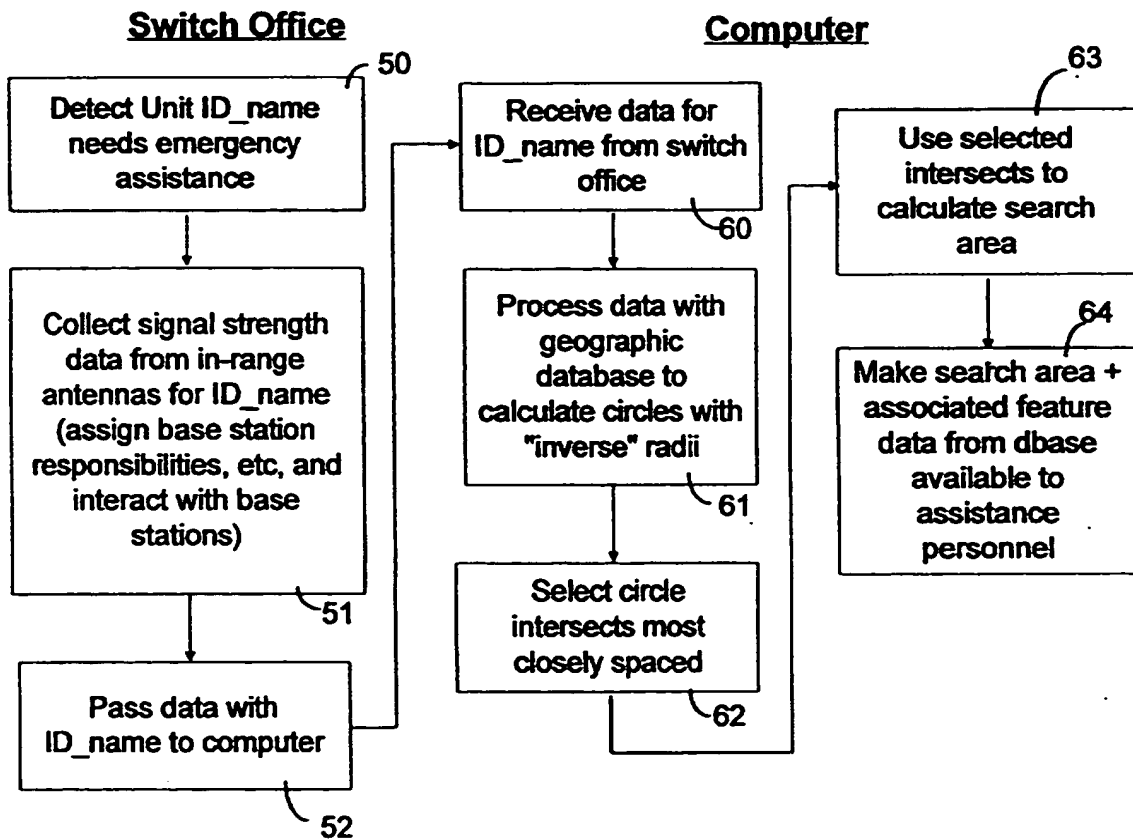 Switch Office
50
Detect Unit ID_name
needs emergency
assistance
Collect signal strength
data from in-range
antennas for ID_name
(assign base station
responsibilities, etc, and
interact with base
stations)
51
Pass data with
ID_name to computer
52
Computer
Receive data for
ID_name from switch
office
60
Process data with
geographic
database to
calculate circles with
"inverse" radii
61
Select circle
intersects most
closely spaced
62
63
Use selected
intersects to
calculate search
area
64
Make search area +
associated feature
data from dbase
available to
assistance
personnel